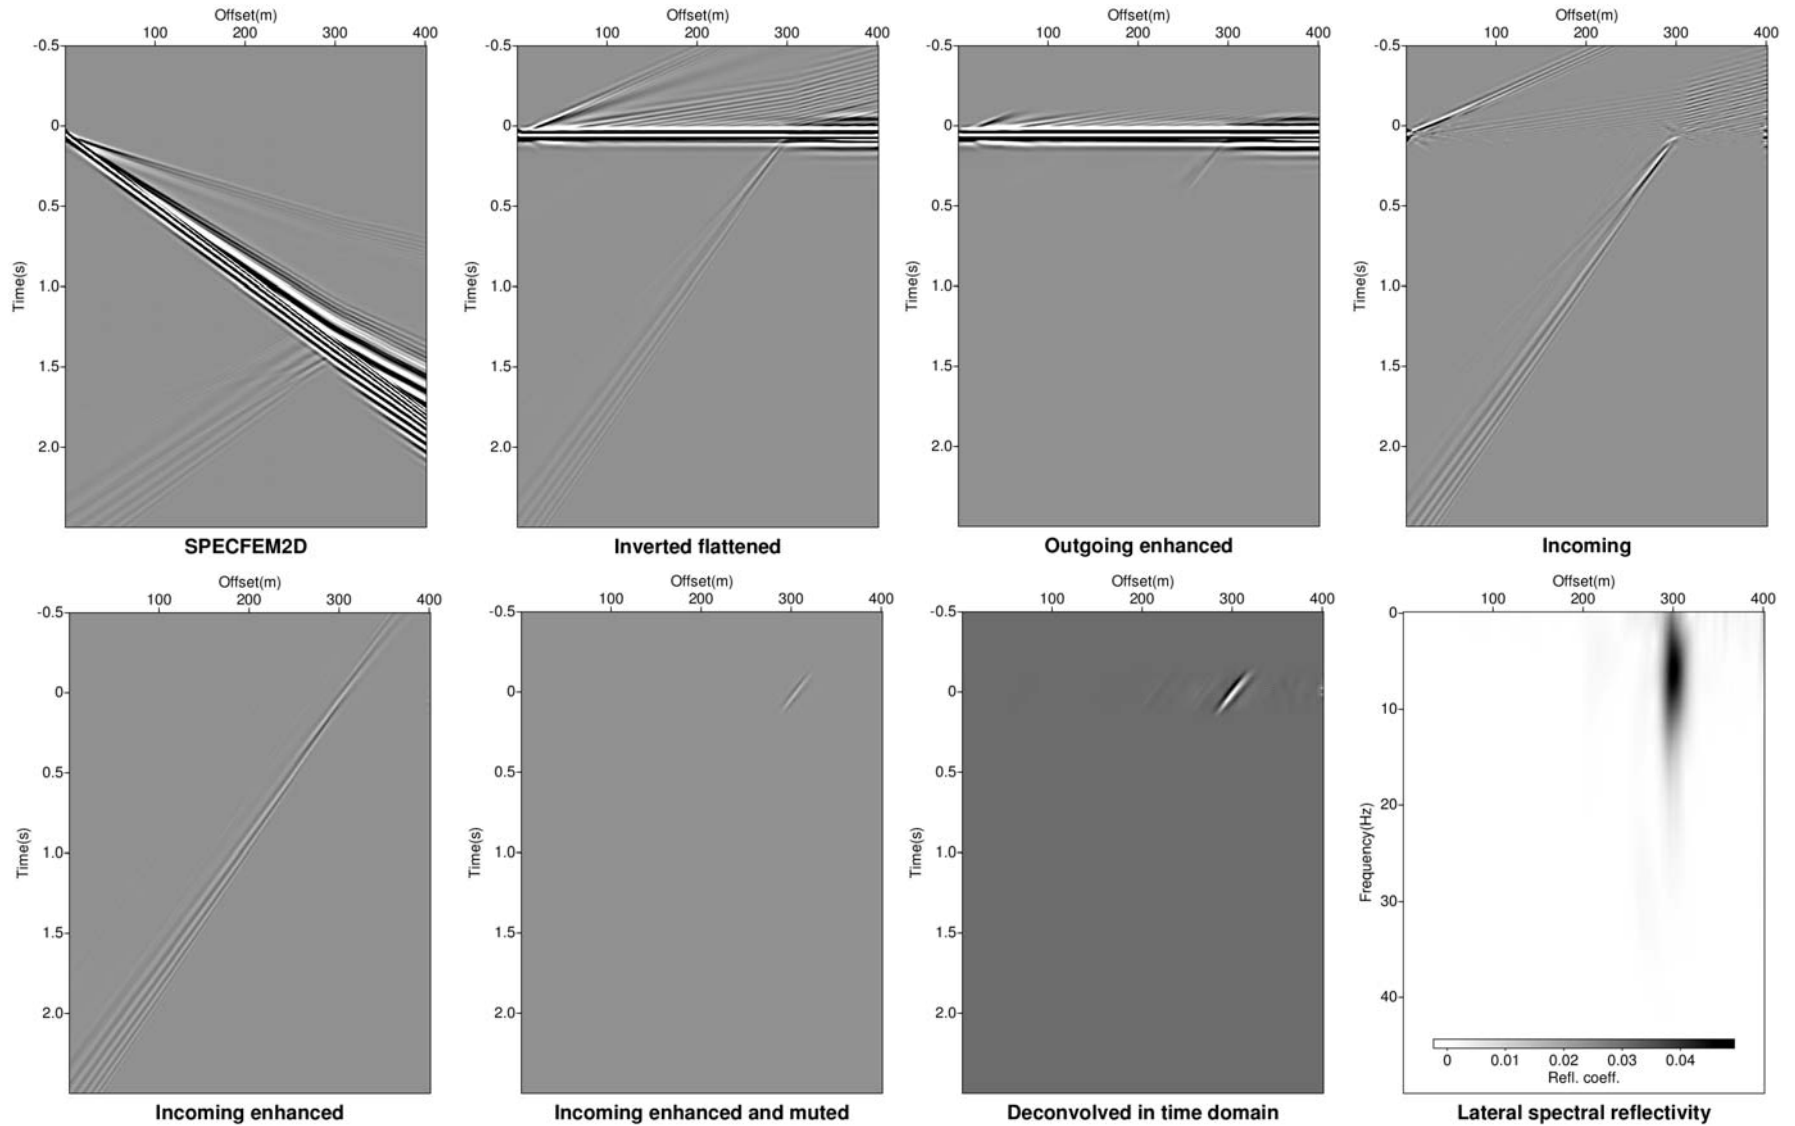 Offset(m) Offset(m) Offset(m) Offset(m)
100 200 300 400 100 200 300 400 100 200 300 400 100 200 300 400
-0.5 -0.5 -0.5 -0.5
0 0 0 0
0.5 0.5 0.5 0.5
Time(s) Time(s) Time(s) Time(s)
1.0 1.0 1.0 1.0
1.5 1.5 1.5 1.5
2.0 2.0 2.0 2.0
SPECFEM2D Inverted flattened Outgoing enhanced Incoming
Offset(m) Offset(m) Offset(m) Offset(m)
100 200 300 400 100 200 300 400 100 200 300 400 100 200 300 400
-0.5 -0.5 -0.5 0
0 0 0 10
0.5 0.5 0.5 20
Time(s) Time(s) Time(s) Frequency(Hz)
1.0 1.0 1.0 30
1.5 1.5 1.5 40
2.0 2.0 2.0
0 0.01 0.02 0.03 0.04
Refl. coeff.
Incoming enhanced Incoming enhanced and muted Deconvolved in time domain Lateral spectral reflectivity